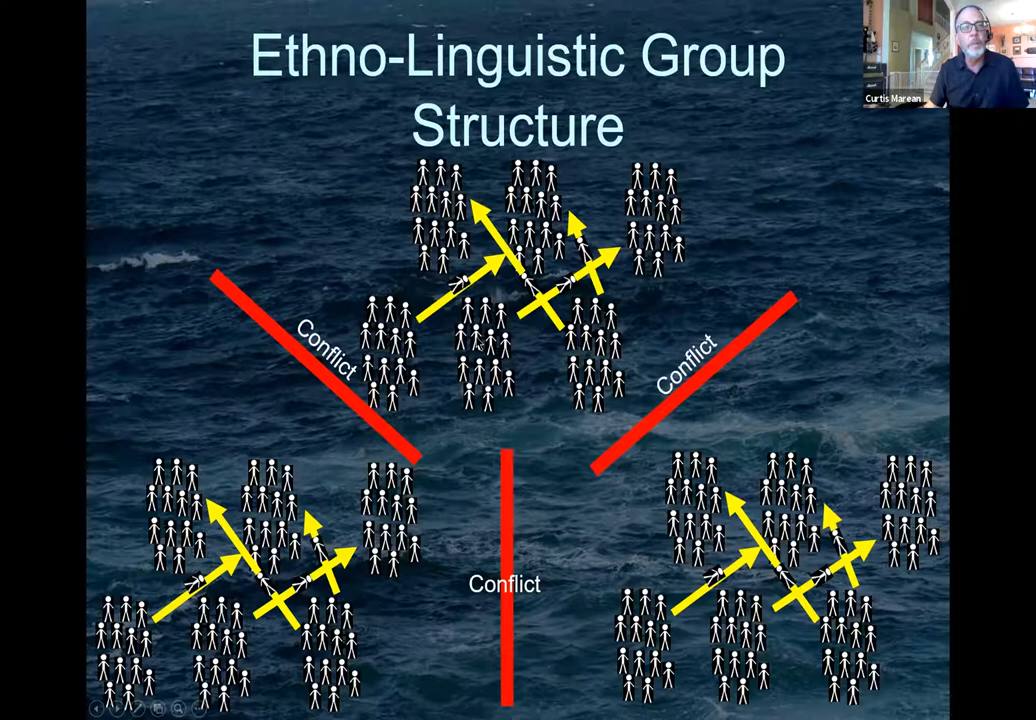 Ethno-Linguistic Group
Structure
Curtis Marean
Conflict
Conflict
Conflict